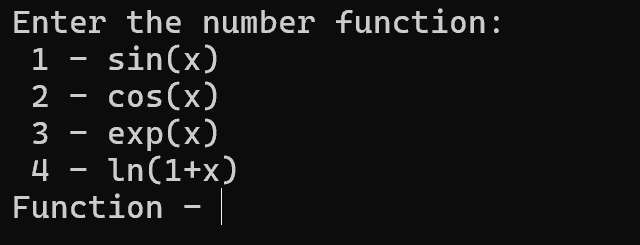 Enter the number function:
1 - sin(x)
2 - cos(x)
3 - exp(x)
4 - ln(1+x)
Function -